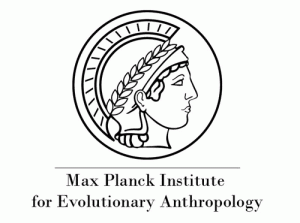 Max Planck Institute
for Evolutionary Anthropology